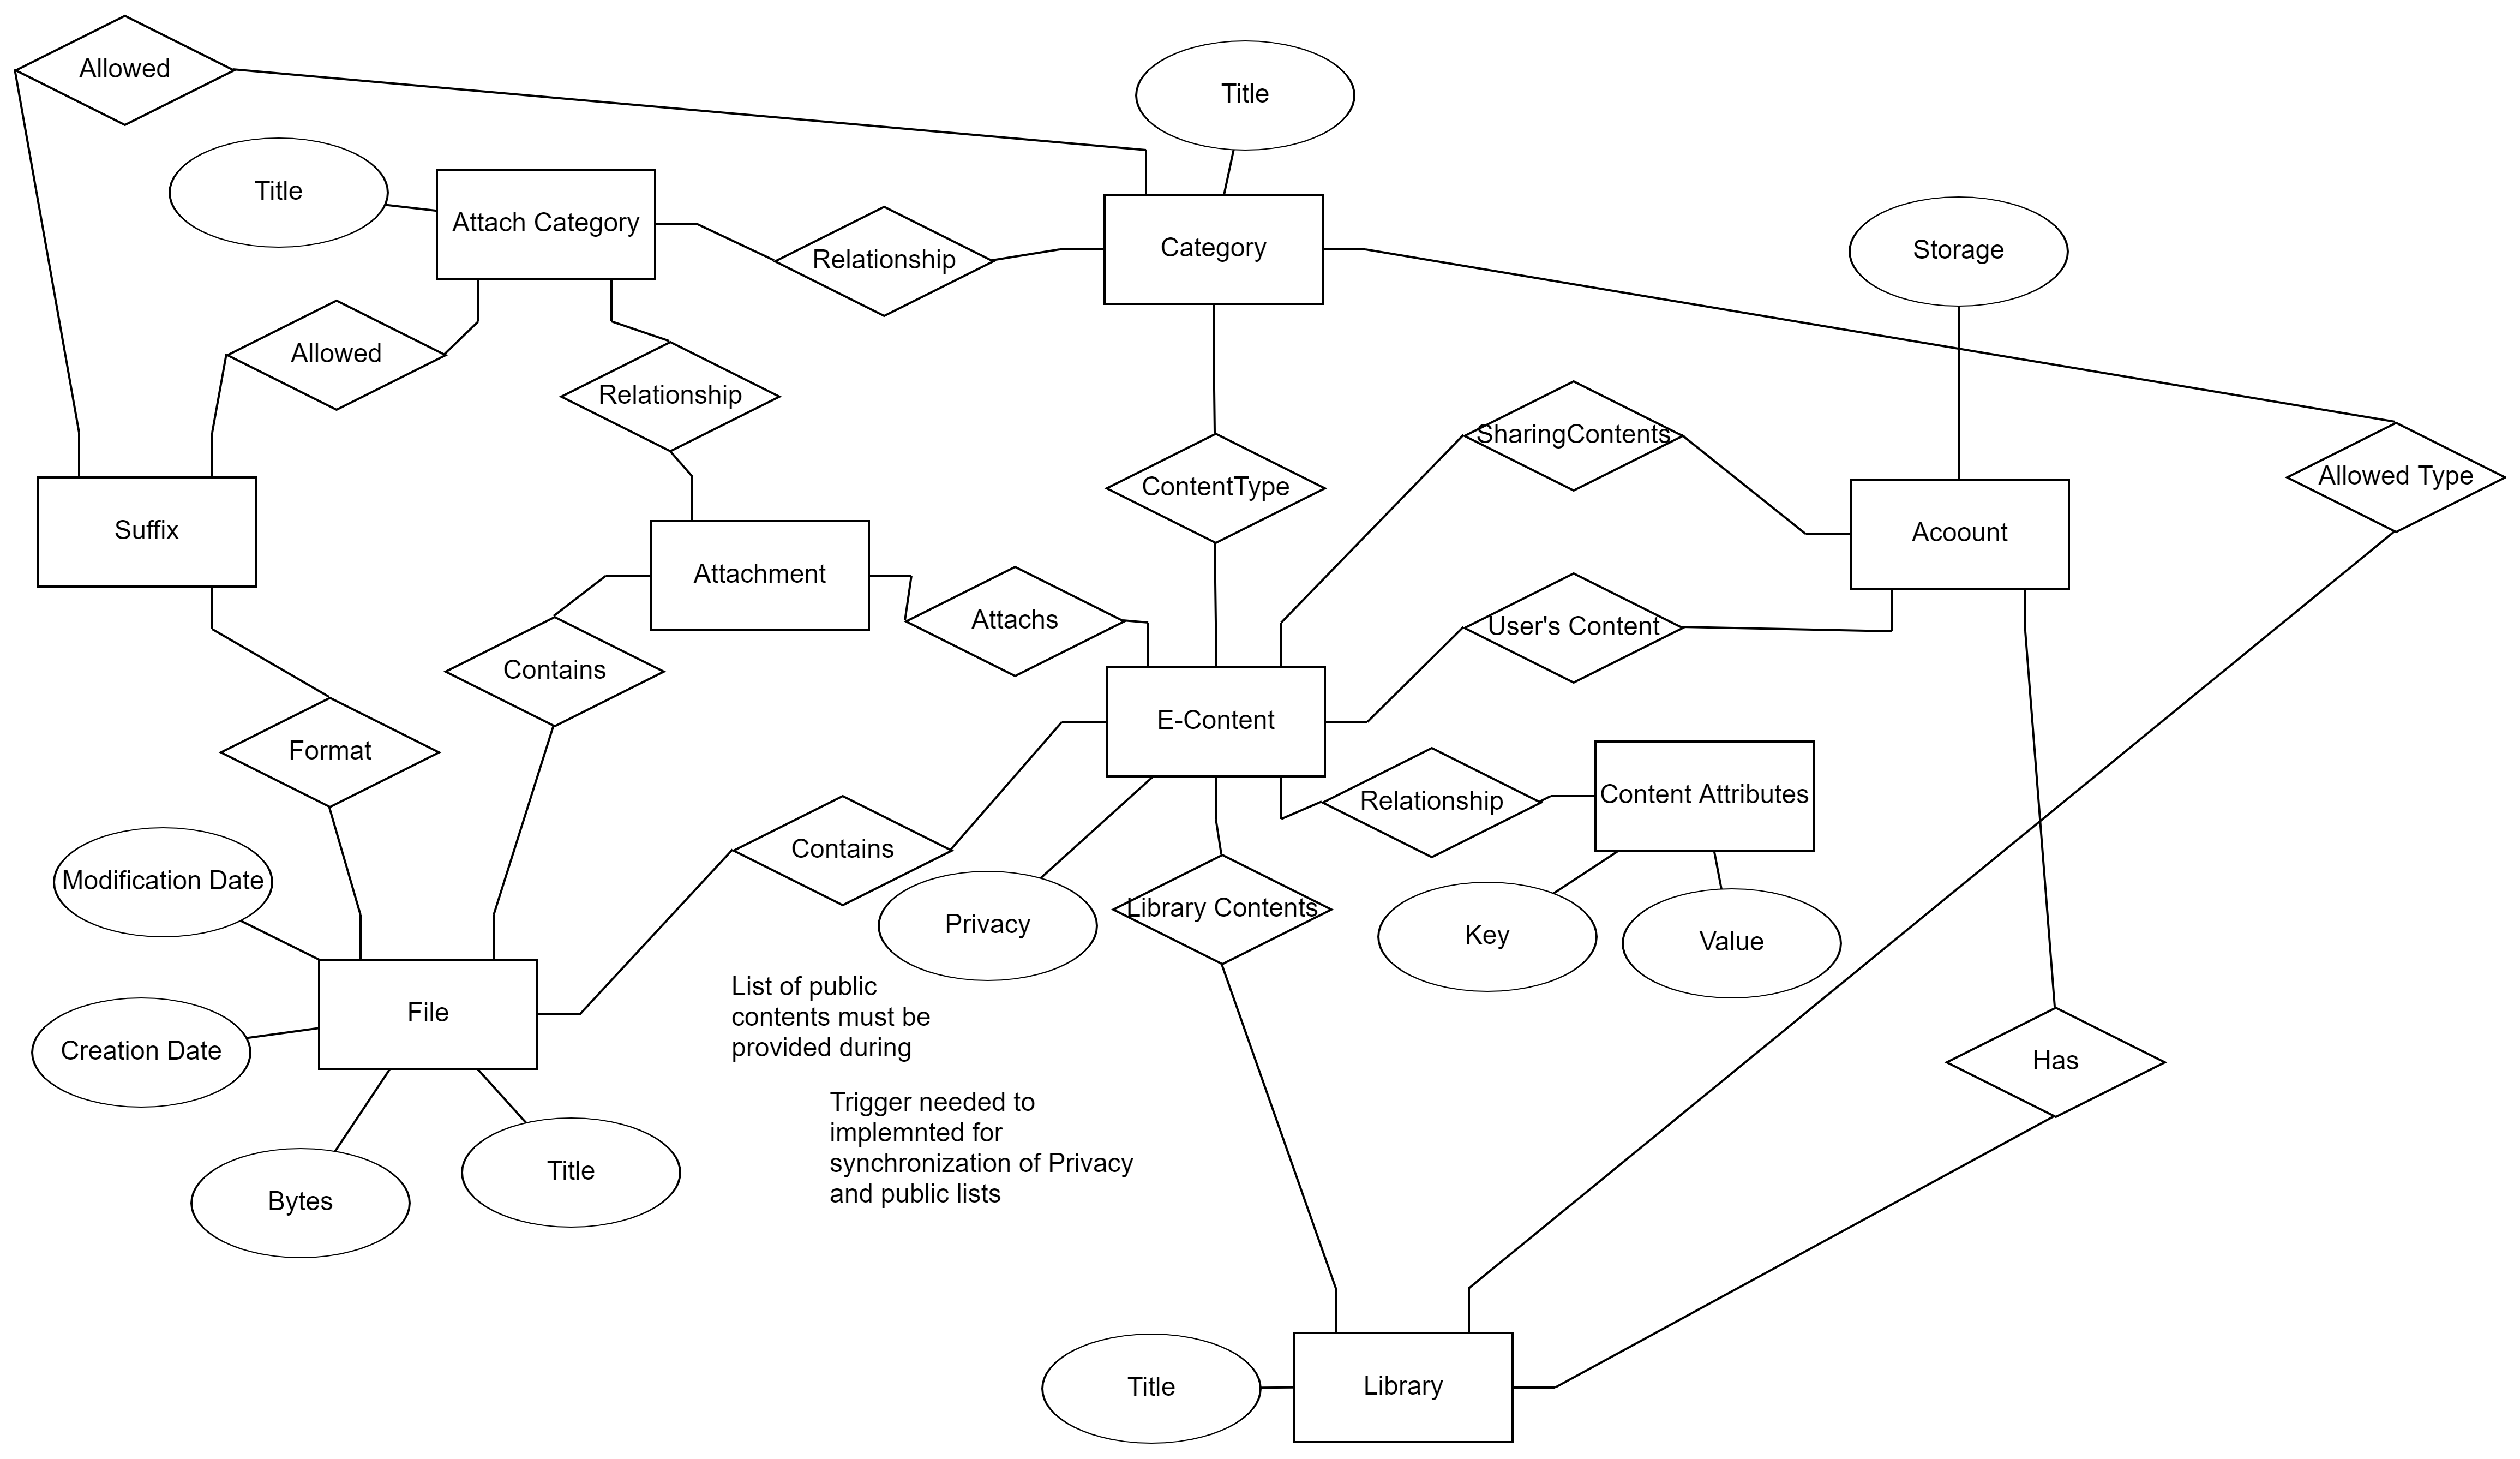 Allowed
Title
Title
Attach Category
Category
Storage
Relationship
Allowed
Relationship
SharingContents
Allowed Type
ContentType
Suffix
Acoount
Attachment
Attachs
User's Content
Contains
E-Content
Format
Relationship
Content Attributes
Contains
Modification Date
Library Contents
Privacy
Key
Value
List of public
contents must be
provided during
File
Creation Date
Has
Trigger needed to
implemnted for
synchronization of Privacy
and public lists
Title
Bytes
Title
Library